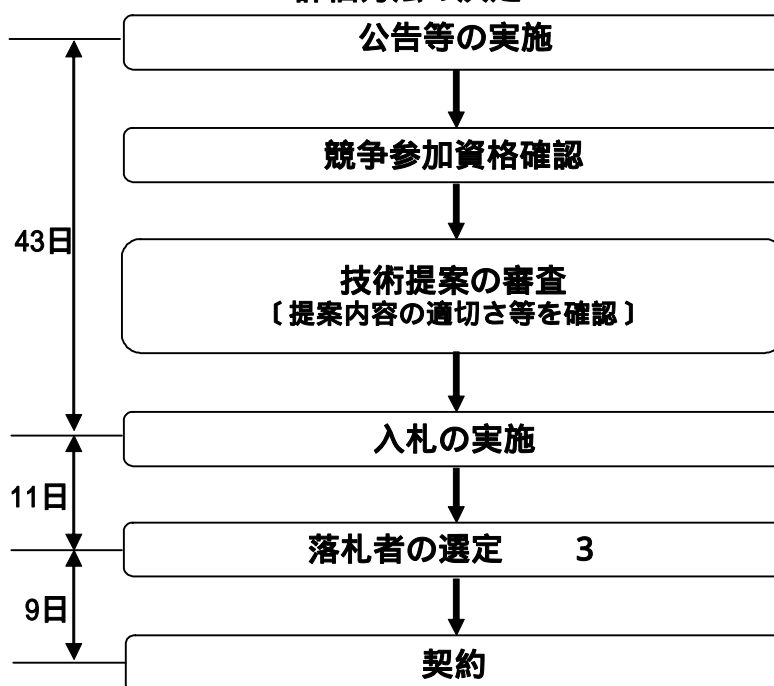 公告等の実施
競争参加資格確認
43日
技術提案の審査
〔提案内容の適切さ等を確認〕
入札の実施
11日
落札者の選定　　3
9日
契約